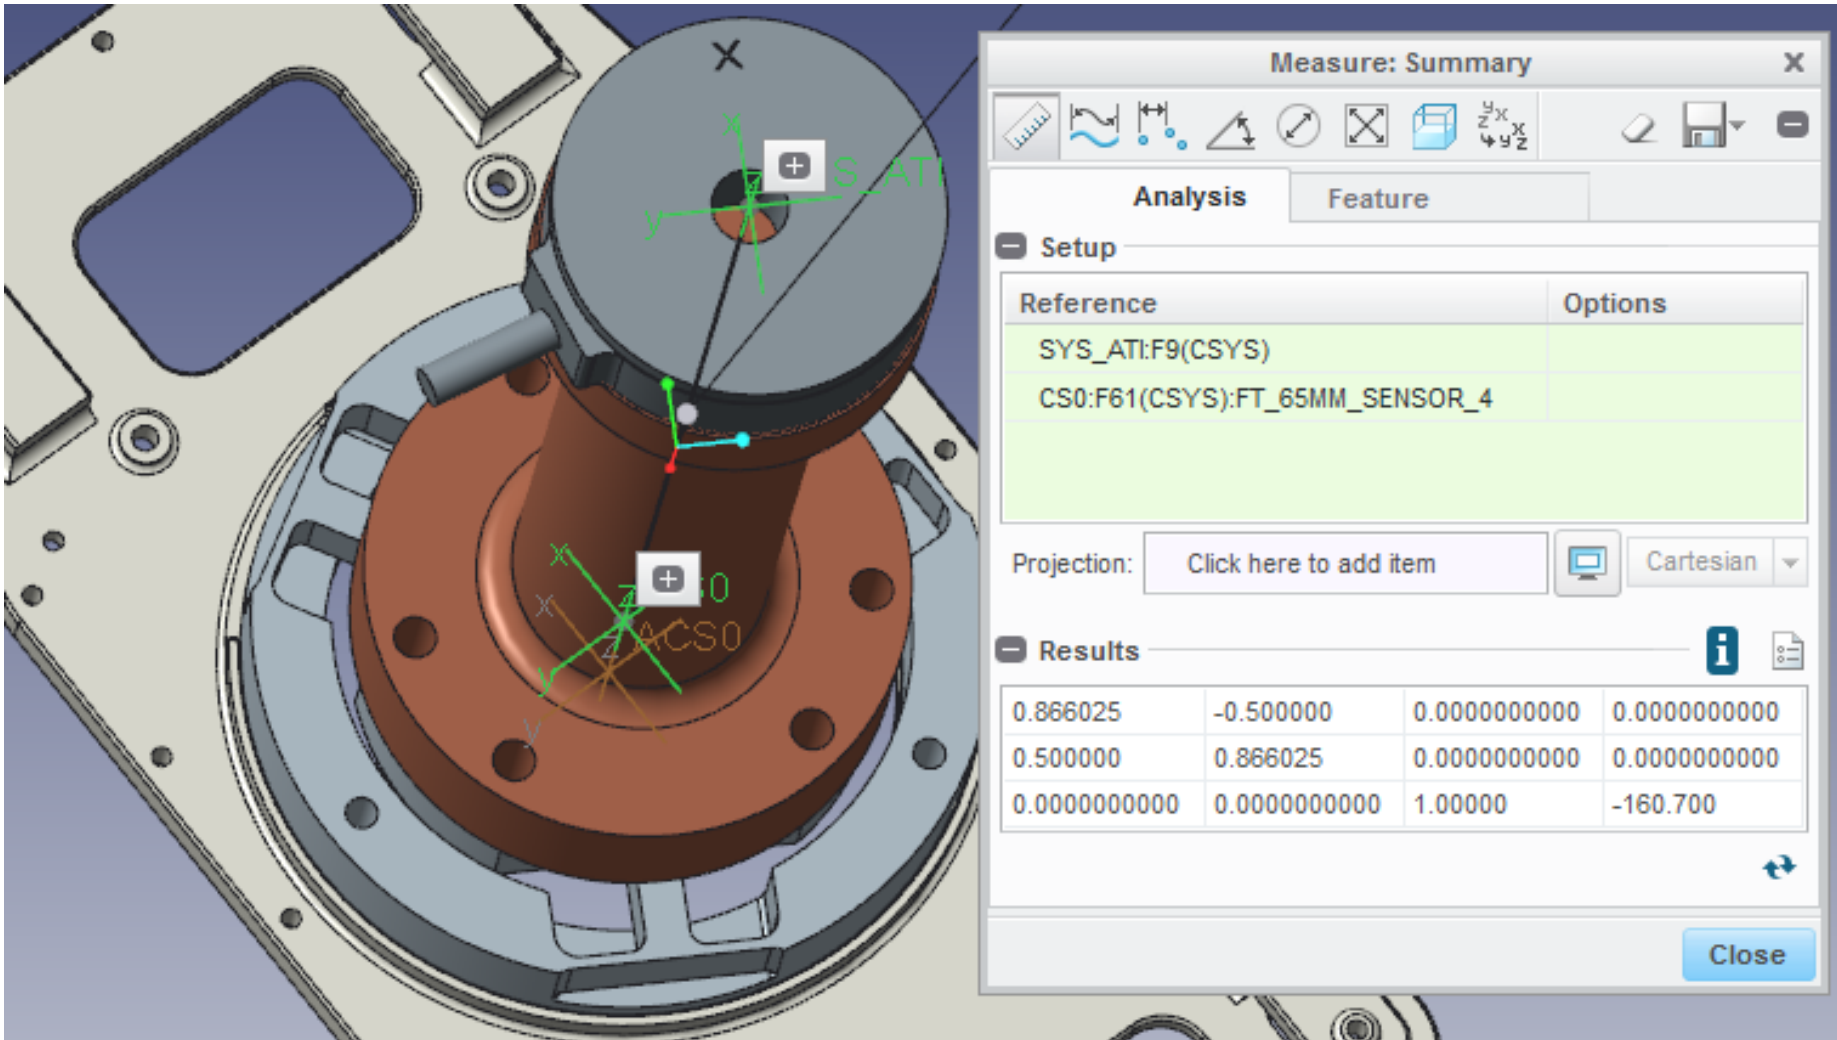 Measure: Summary
Analysis
Feature
Setup
Reference Options
SYS_ATI:F9(CSYS)
CS0:F61(CSYS):FT_65MM_SENSOR_4
Projection: Click here to add item Cartesian
Results
0.866025 -0.500000 0.0000000000 0.0000000000
0.500000 0.866025 0.0000000000 0.0000000000
0.0000000000 0.0000000000 1.00000 -160.700
Close
X
x
z
S_ATI
y
x
z
S0
x
z
ACS0
y
y